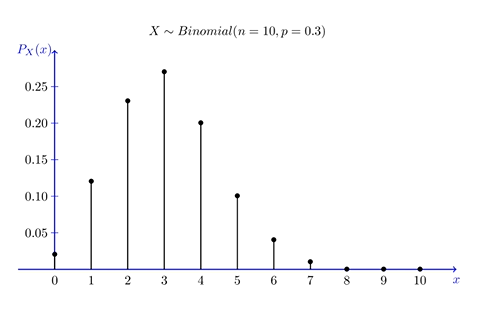 X ∼ Binomial(n = 10, p = 0.3)
P_X(x)
0.25
0.20
0.15
0.10
0.05
0 1 2 3 4 5 6 7 8 9 10 x